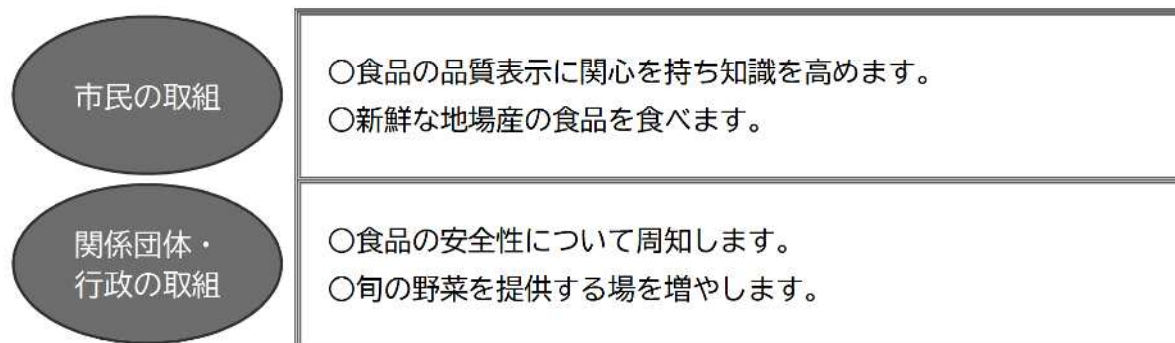 市民の取組
○食品の品質表示に関心を持ち知識を高めます。
○新鮮な地場産の食品を食べます。
関係団体・
行政の取組
○食品の安全性について周知します。
○旬の野菜を提供する場を増やします。